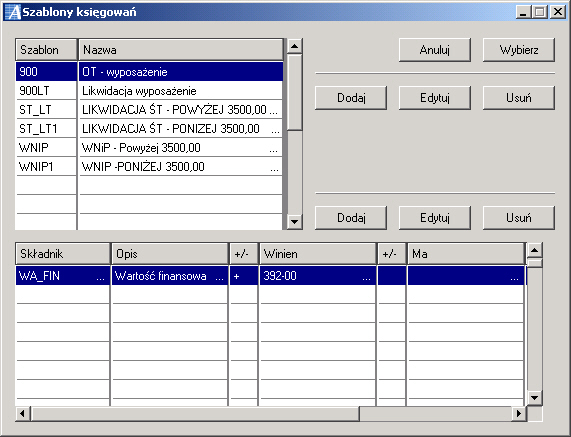 Szablony księgowań
Szablon Nazwa
900 OT - wyposażenie
900LT Likwidacja wyposażenie
ST_LT LIKWIDACJA ŚT - POWYŻEJ 3500,00 ...
ST_LT1 LIKWIDACJA ŚT - PONIŻEJ 3500,00 ...
WNIP WNiP - Powyżej 3500,00 ...
WNIP1 WNIP -PONIŻEJ 3500,00 ...
Anuluj Wybierz
Dodaj Edytuj Usuń
Dodaj Edytuj Usuń
Składnik Opis +/- Winien +/- Ma
WA_FIN ... Wartość finansowa ... + 392-00 ... ...